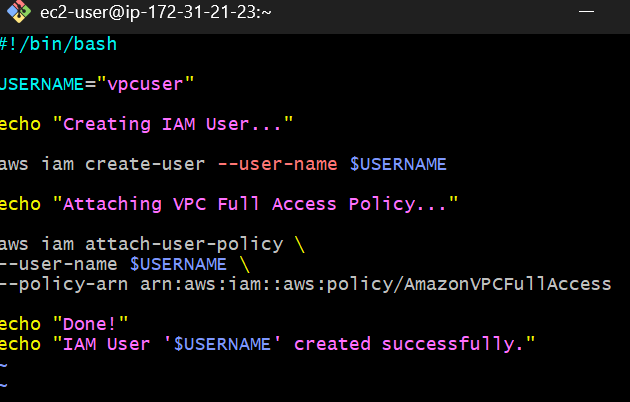 ec2-user@ip-172-31-21-23:~
#!/bin/bash
USERNAME="vpcuser"
echo "Creating IAM User..."
aws iam create-user --user-name $USERNAME
echo "Attaching VPC Full Access Policy..."
aws iam attach-user-policy \
--user-name $USERNAME \
--policy-arn arn:aws:iam::aws:policy/AmazonVPCFullAccess
echo "Done!"
echo "IAM User '$USERNAME' created successfully."
~
~